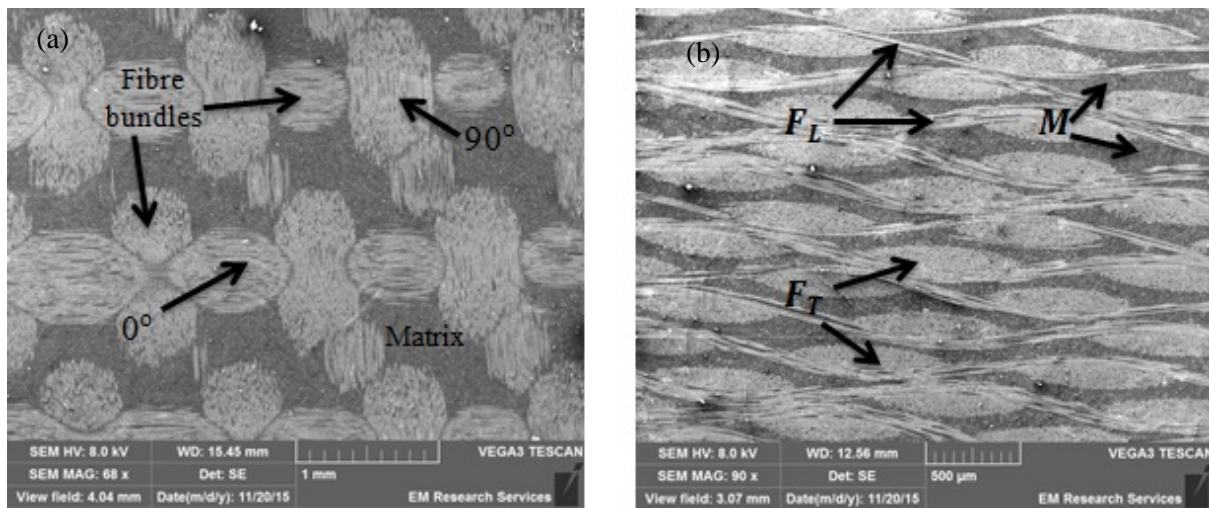 (a)
Fibre
bundles
90°
0°
Matrix
SEM HV: 8.0 kV
WD: 15.45 mm
VEGA3 TESCAN
SEM MAG: 68 x
Det: SE
1 mm
View field: 4.04 mm
Date(m/d/y): 11/20/15
EM Research Services
(b)
F_L
M
F_T
SEM HV: 8.0 kV
WD: 12.56 mm
VEGA3 TESCAN
SEM MAG: 90 x
Det: SE
500 µm
View field: 3.07 mm
Date(m/d/y): 11/20/15
EM Research Services